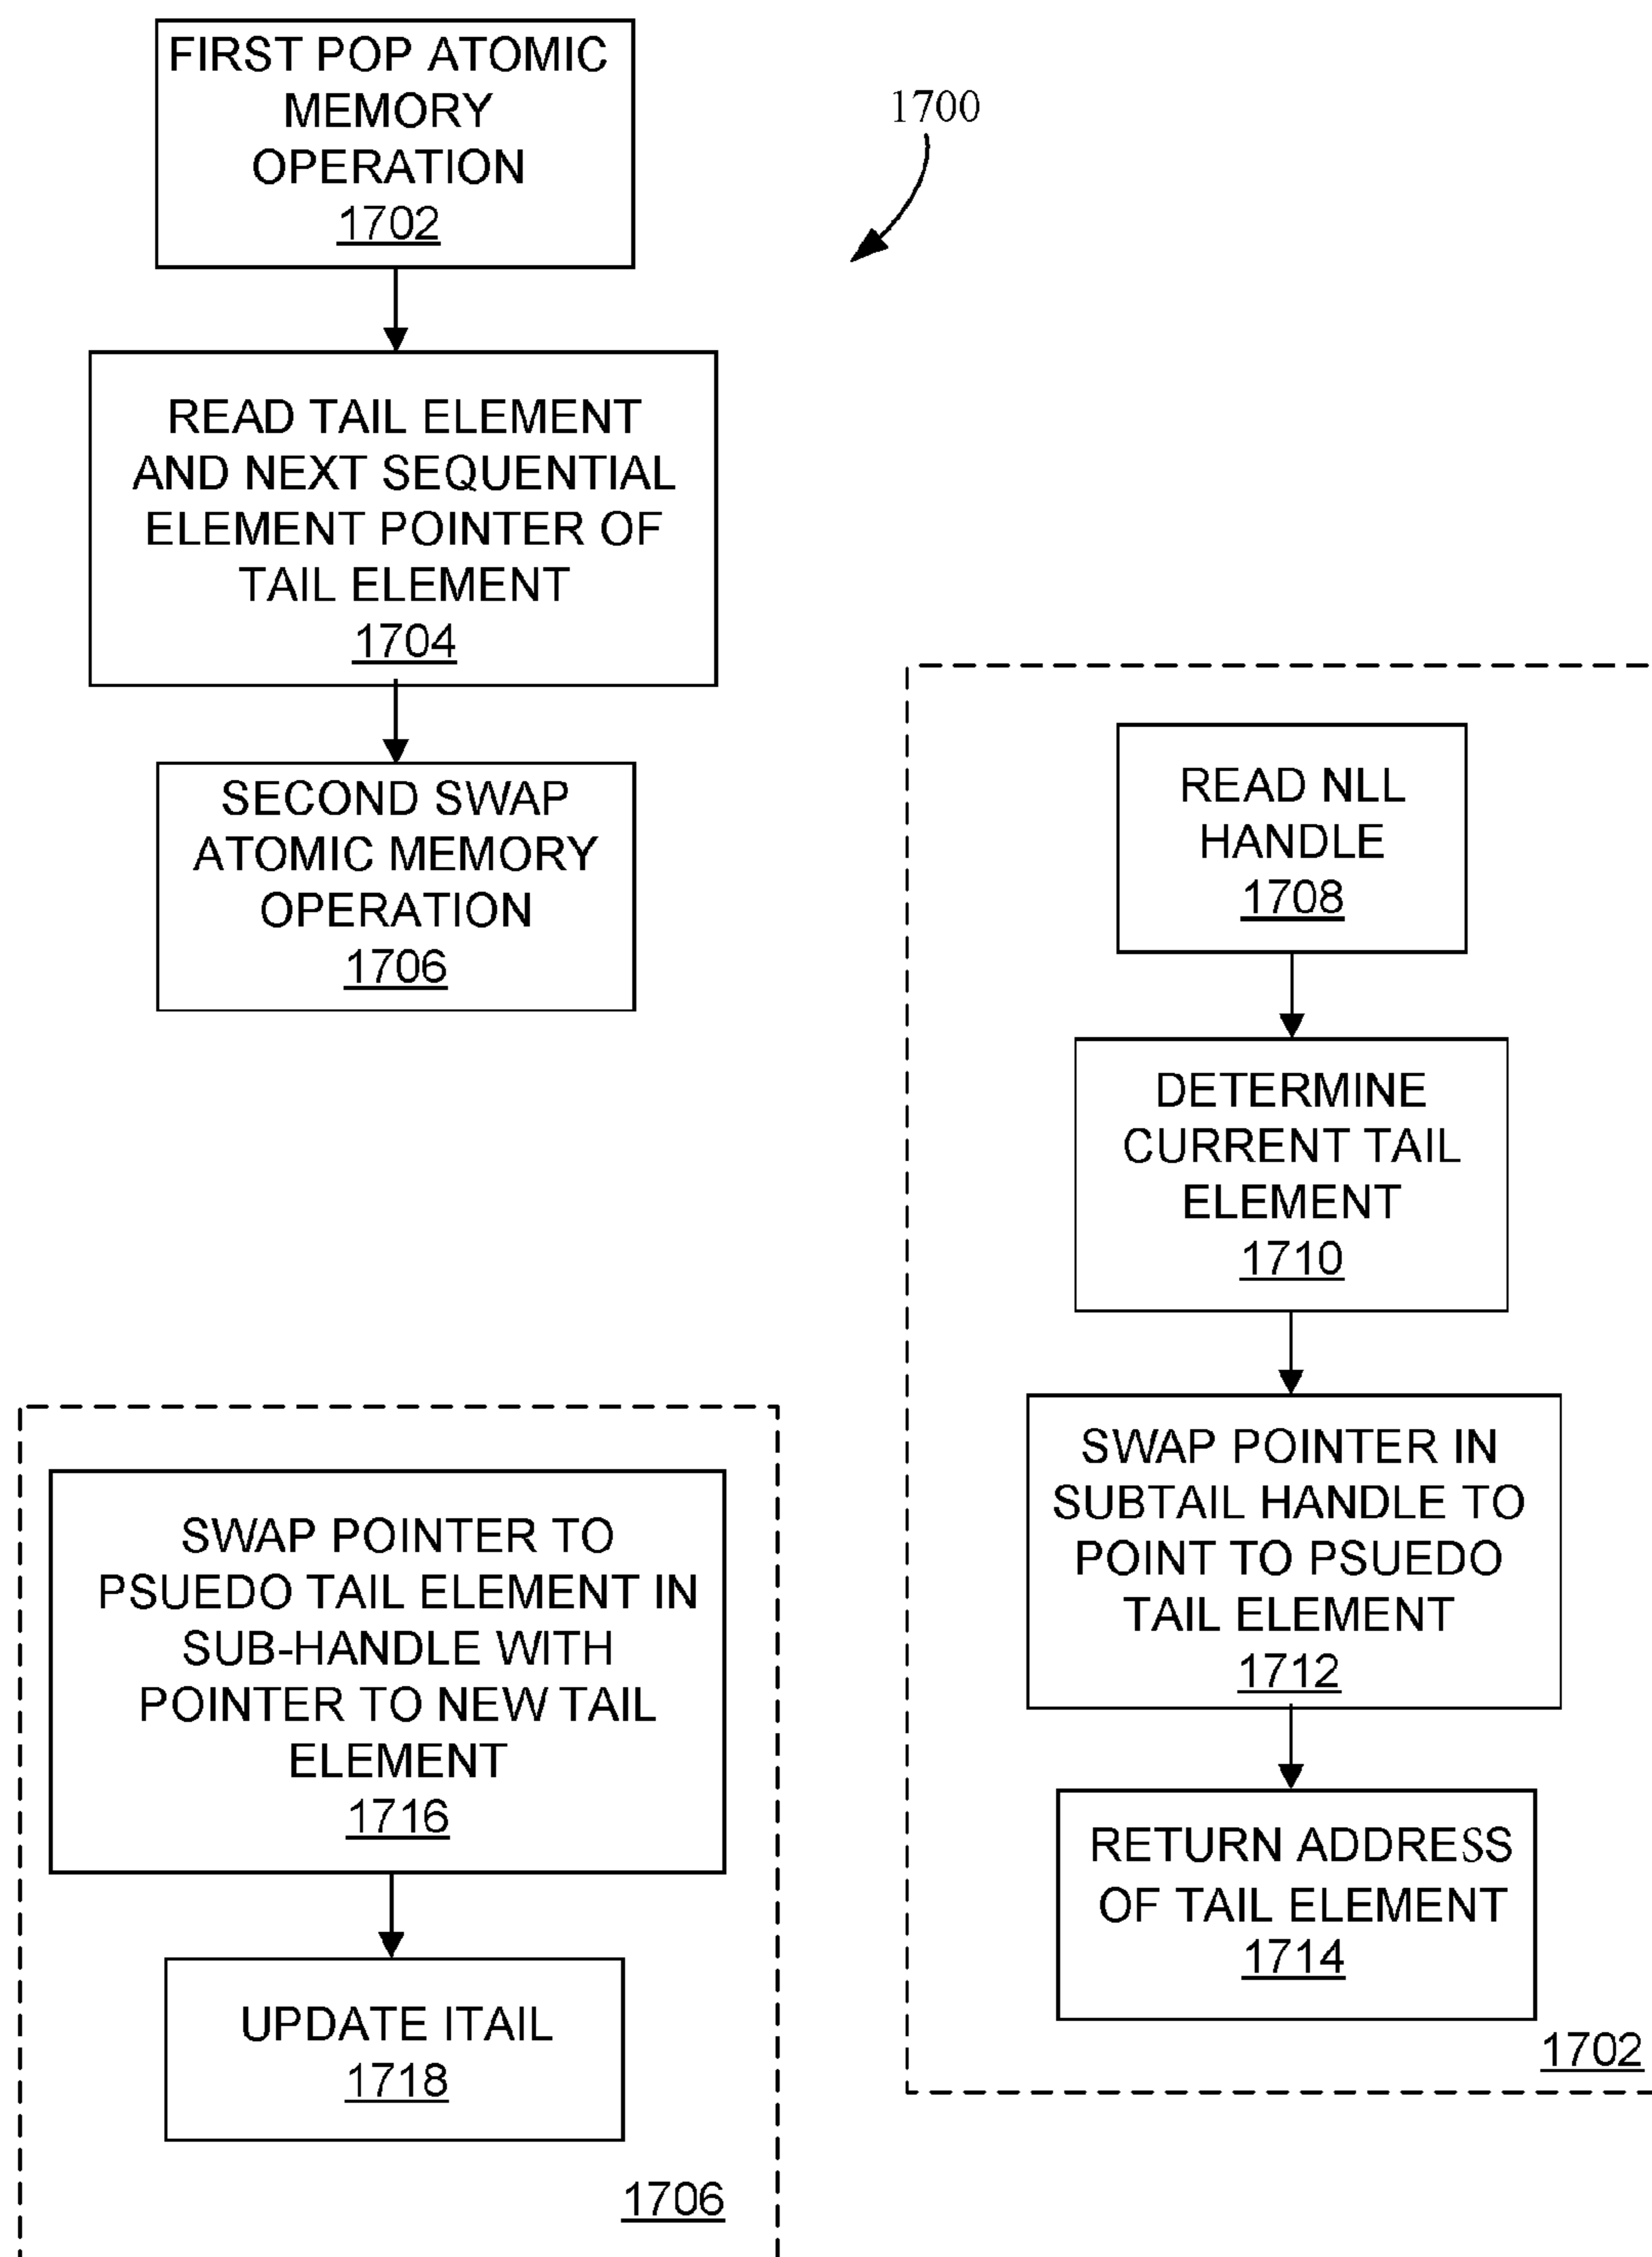 FIRST POP ATOMIC
MEMORY
OPERATION
1702
1700
READ TAIL ELEMENT
AND NEXT SEQUENTIAL
ELEMENT POINTER OF
TAIL ELEMENT
1704
SECOND SWAP
ATOMIC MEMORY
OPERATION
1706
READ NLL
HANDLE
1708
DETERMINE
CURRENT TAIL
ELEMENT
1710
SWAP POINTER IN
SUBTAIL HANDLE TO
POINT TO PSUEDO
TAIL ELEMENT
1712
RETURN ADDRESS
OF TAIL ELEMENT
1714
1702
SWAP POINTER TO
PSUEDO TAIL ELEMENT IN
SUB-HANDLE WITH
POINTER TO NEW TAIL
ELEMENT
1716
UPDATE ITAIL
1718
1706